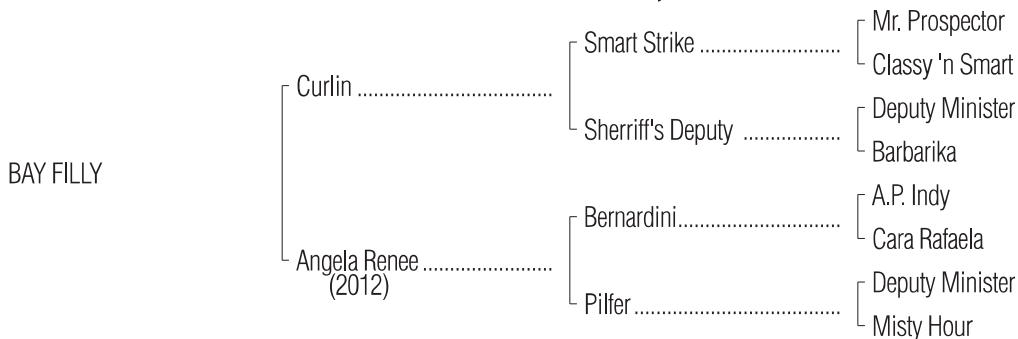 Mr. Prospector
Smart Strike ..............................
Classy 'n Smart
Curlin ..........................................
Deputy Minister
Sherriff's Deputy .....................
Barbarika
BAY FILLY
A.P. Indy
Bernardini...................................
Cara Rafaela
Angela Renee ............................
(2012)
Deputy Minister
Pilfer............................................
Misty Hour